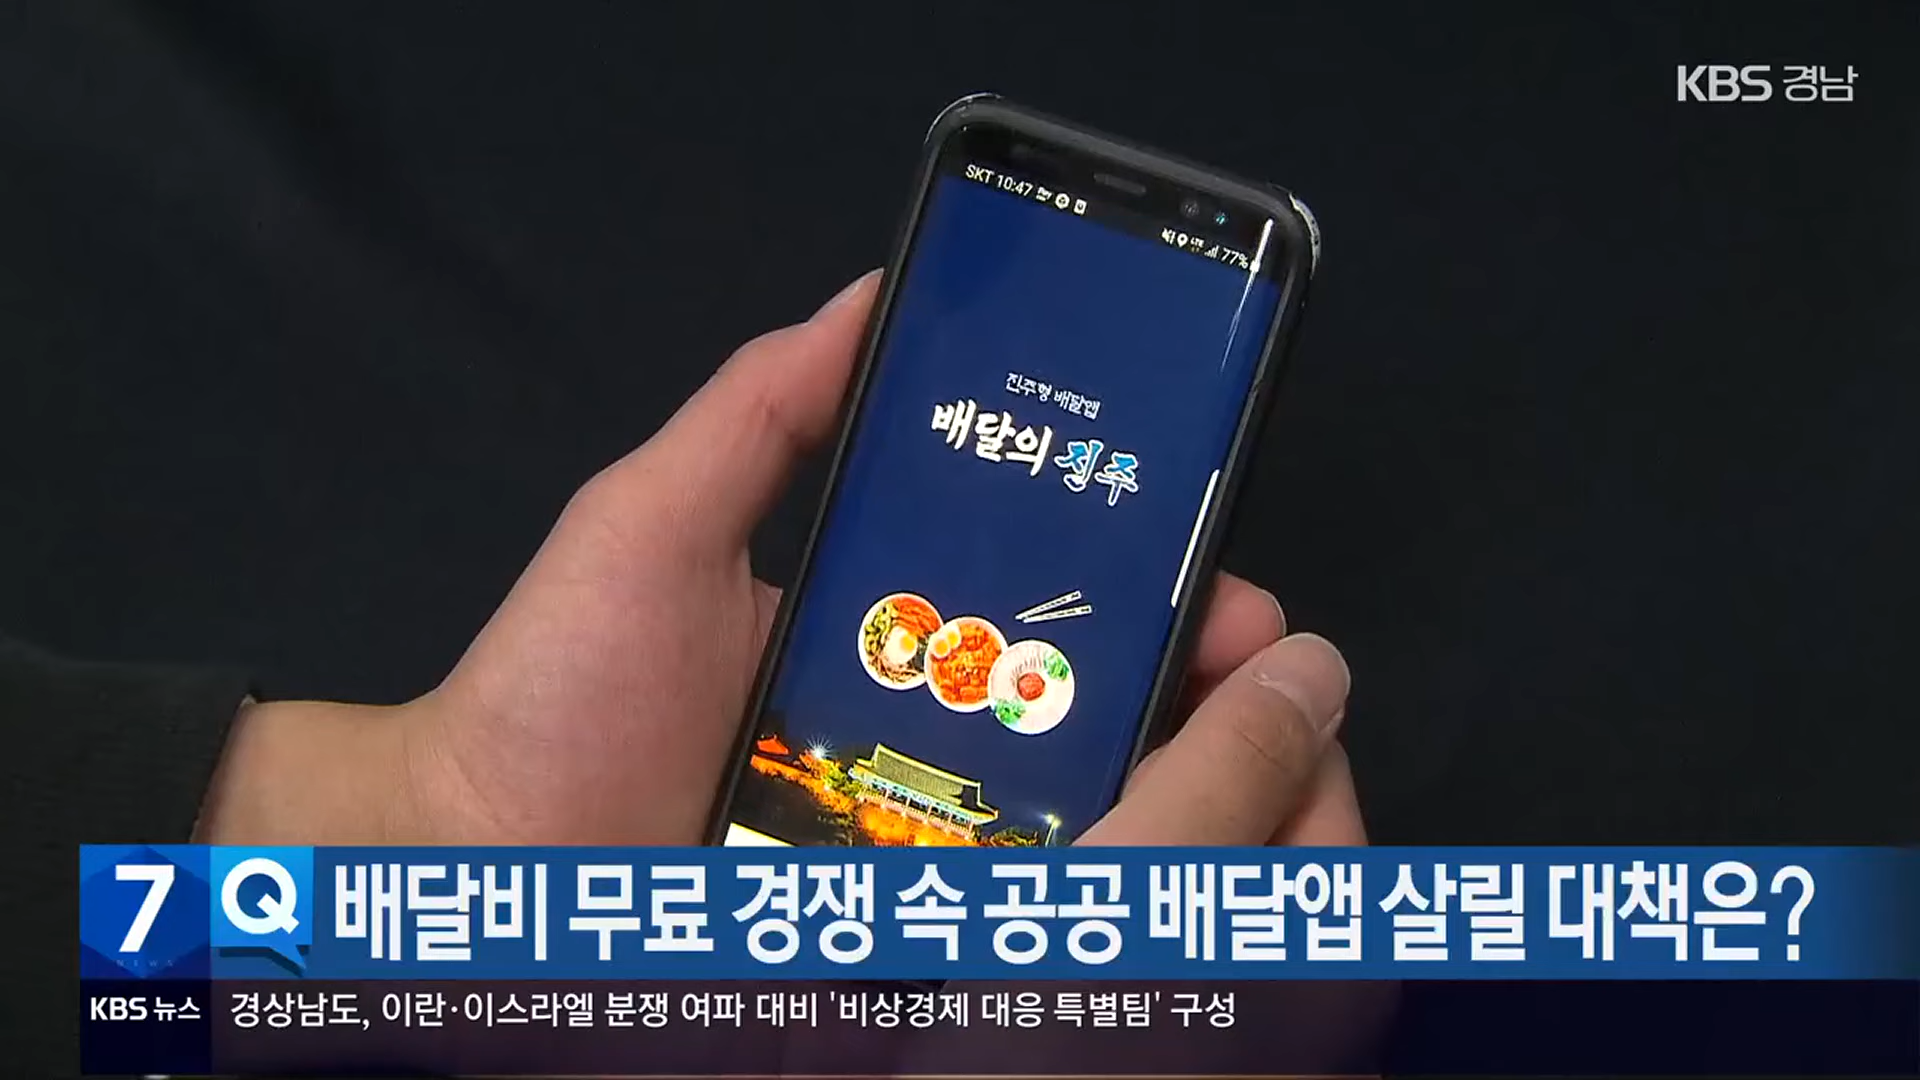 KBS 경남
SKT 10:47
LTE 77%
진주형 배달앱
배달의 진주
7 Q 배달비 무료 경쟁 속 공공 배달앱 살릴 대책은?
NEWS
KBS 뉴스 경상남도, 이란·이스라엘 분쟁 여파 대비 '비상경제 대응 특별팀' 구성